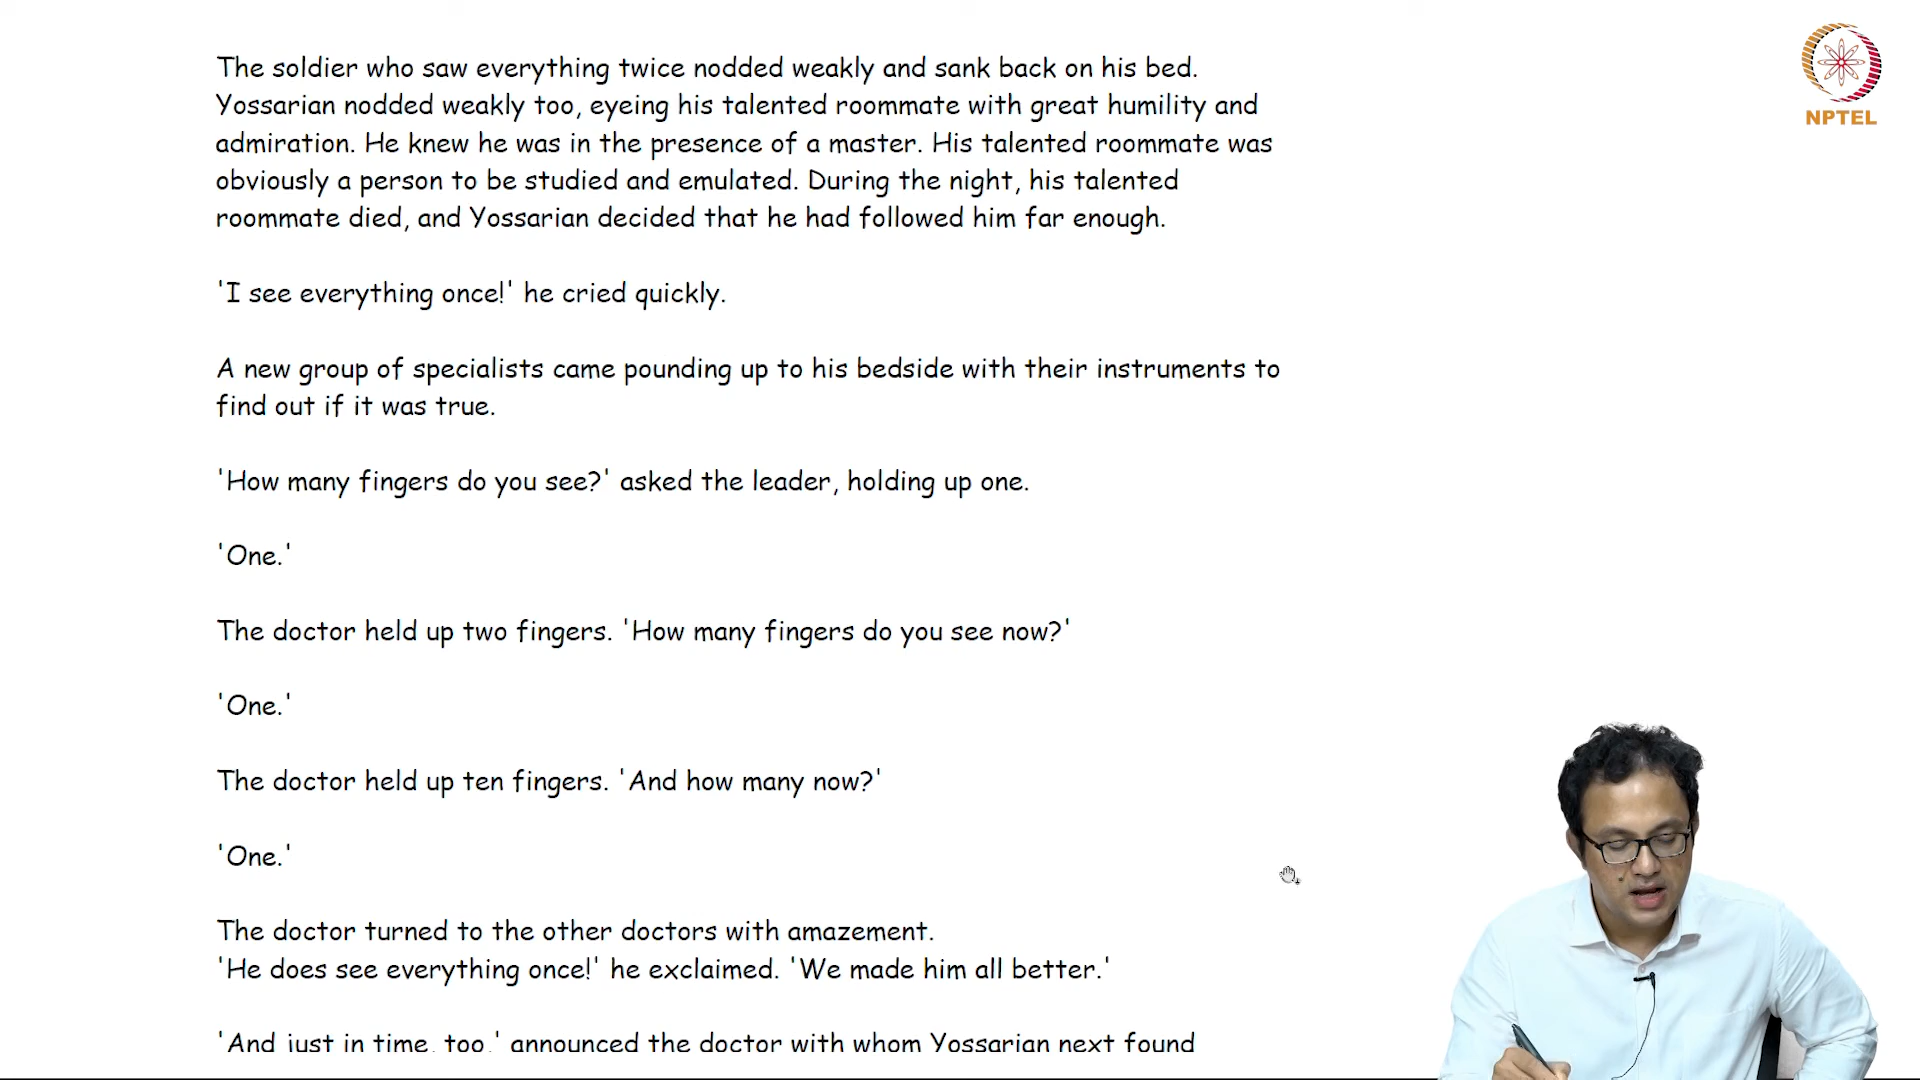 The soldier who saw everything twice nodded weakly and sank back on his bed.
Yossarian nodded weakly too, eyeing his talented roommate with great humility and
admiration. He knew he was in the presence of a master. His talented roommate was
obviously a person to be studied and emulated. During the night, his talented
roommate died, and Yossarian decided that he had followed him far enough.
'I see everything once!' he cried quickly.
A new group of specialists came pounding up to his bedside with their instruments to
find out if it was true.
'How many fingers do you see?' asked the leader, holding up one.
'One.'
The doctor held up two fingers. 'How many fingers do you see now?'
'One.'
The doctor held up ten fingers. 'And how many now?'
'One.'
The doctor turned to the other doctors with amazement.
'He does see everything once!' he exclaimed. 'We made him all better.'
'And just in time, too,' announced the doctor with whom Yossarian next found
NPTEL